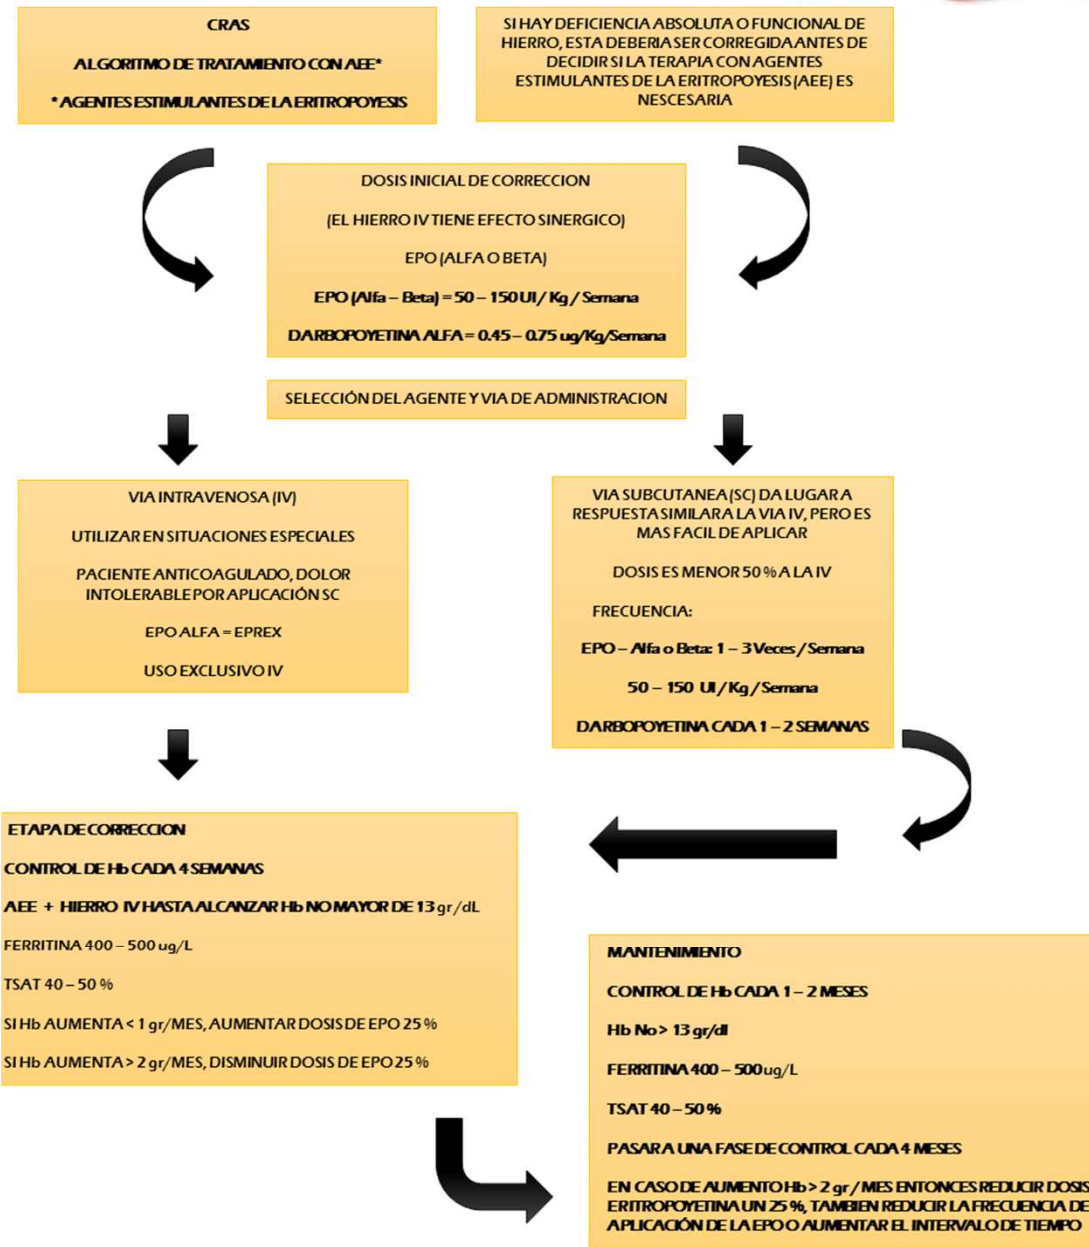 CRAS
ALGORITMO DE TRATAMIENTO CON AEE*
* AGENTES ESTIMULANTES DE LA ERITROPOYESIS
SI HAY DEFICIENCIA ABSOLUTA O FUNCIONAL DE
HIERRO, ESTA DEBERIA SER CORREGIDA ANTES DE
DECIDIR SI LA TERAPIA CON AGENTES
ESTIMULANTES DE LA ERITROPOYESIS (AEE) ES
NESCESARIA
DOSIS INICIAL DE CORRECCION
(EL HIERRO IV TIENE EFECTO SINERGICO)
EPO (ALFA O BETA)
EPO (Alfa – Beta) = 50 – 150 UI / Kg / Semana
DARBOPOYETINA ALFA = 0.45 – 0.75 ug/Kg/Semana
SELECCIÓN DEL AGENTE Y VIA DE ADMINISTRACION
VIA INTRAVENOSA (IV)
UTILIZAR EN SITUACIONES ESPECIALES
PACIENTE ANTICOAGULADO, DOLOR
INTOLERABLE POR APLICACIÓN SC
EPO ALFA = EPREX
USO EXCLUSIVO IV
VIA SUBCUTANEA (SC) DA LUGAR A
RESPUESTA SIMILAR A LA VIA IV, PERO ES
MAS FACIL DE APLICAR
DOSIS ES MENOR 50 % A LA IV
FRECUENCIA:
EPO – Alfa o Beta: 1 – 3 Veces / Semana
50 – 150 UI / Kg / Semana
DARBOPOYETINA CADA 1 – 2 SEMANAS
ETAPA DE CORRECCION
CONTROL DE Hb CADA 4 SEMANAS
AEE + HIERRO IV HASTA ALCANZAR Hb NO MAYOR DE 13 gr/dL
FERRITINA 400 – 500 ug/L
TSAT 40 – 50 %
SI Hb AUMENTA < 1 gr/MES, AUMENTAR DOSIS DE EPO 25 %
SI Hb AUMENTA > 2 gr/MES, DISMINUIR DOSIS DE EPO 25 %
MANTENIMIENTO
CONTROL DE Hb CADA 1 – 2 MESES
Hb No > 13 gr/dl
FERRITINA 400 – 500 ug/L
TSAT 40 – 50 %
PASAR A UNA FASE DE CONTROL CADA 4 MESES
EN CASO DE AUMENTO Hb > 2 gr / MES ENTONCES REDUCIR DOSIS
ERITROPOYETINA UN 25 %, TAMBIEN REDUCIR LA FRECUENCIA DE
APLICACIÓN DE LA EPO O AUMENTAR EL INTERVALO DE TIEMPO